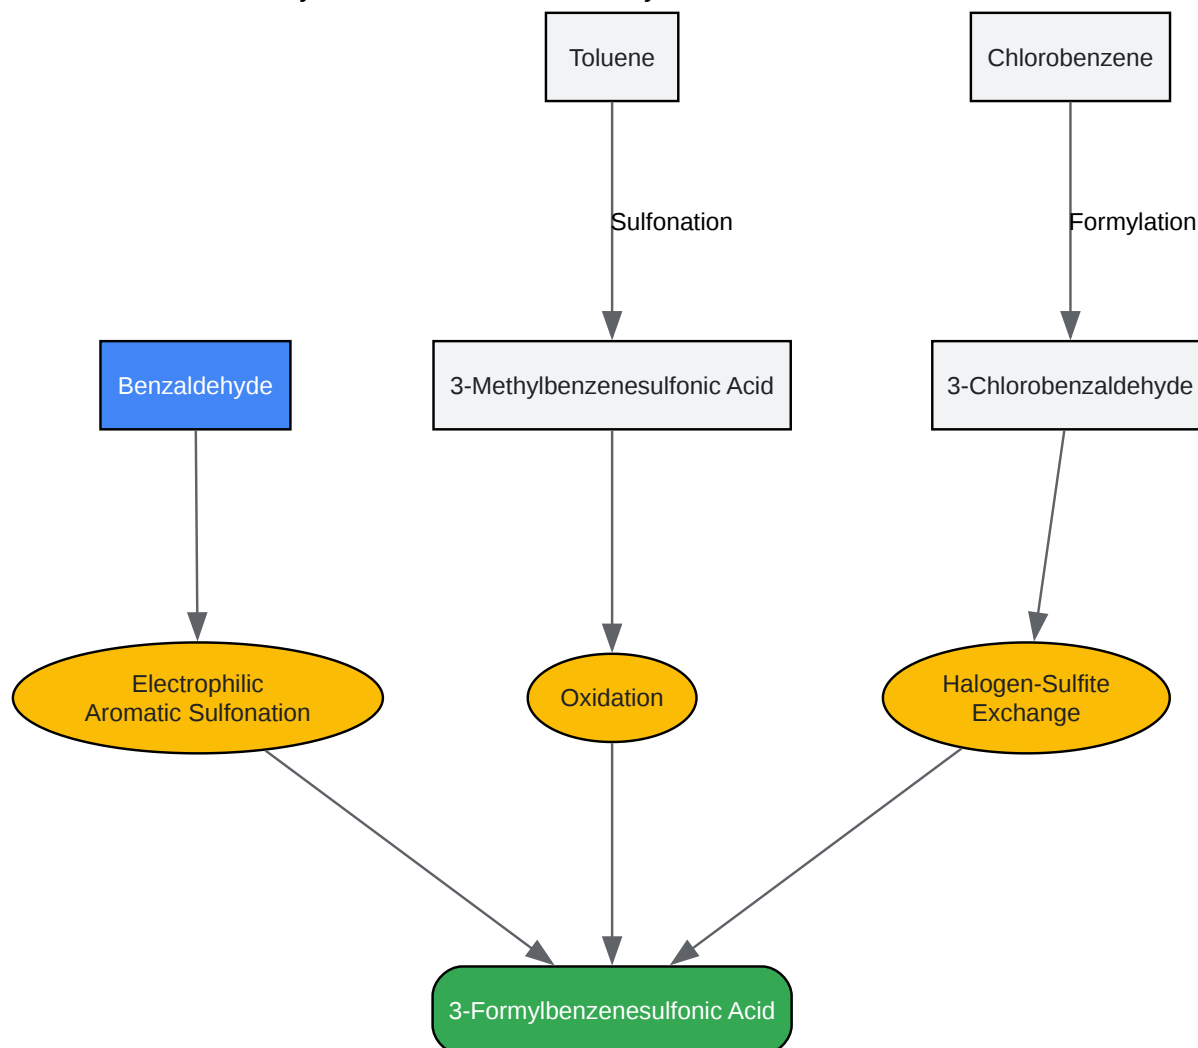 Toluene
Chlorobenzene
Sulfonation
Formylation
Benzaldehyde
3-Methylbenzenesulfonic Acid
3-Chlorobenzaldehyde
Electrophilic
Aromatic Sulfonation
Oxidation
Halogen-Sulfite
Exchange
3-Formylbenzenesulfonic Acid